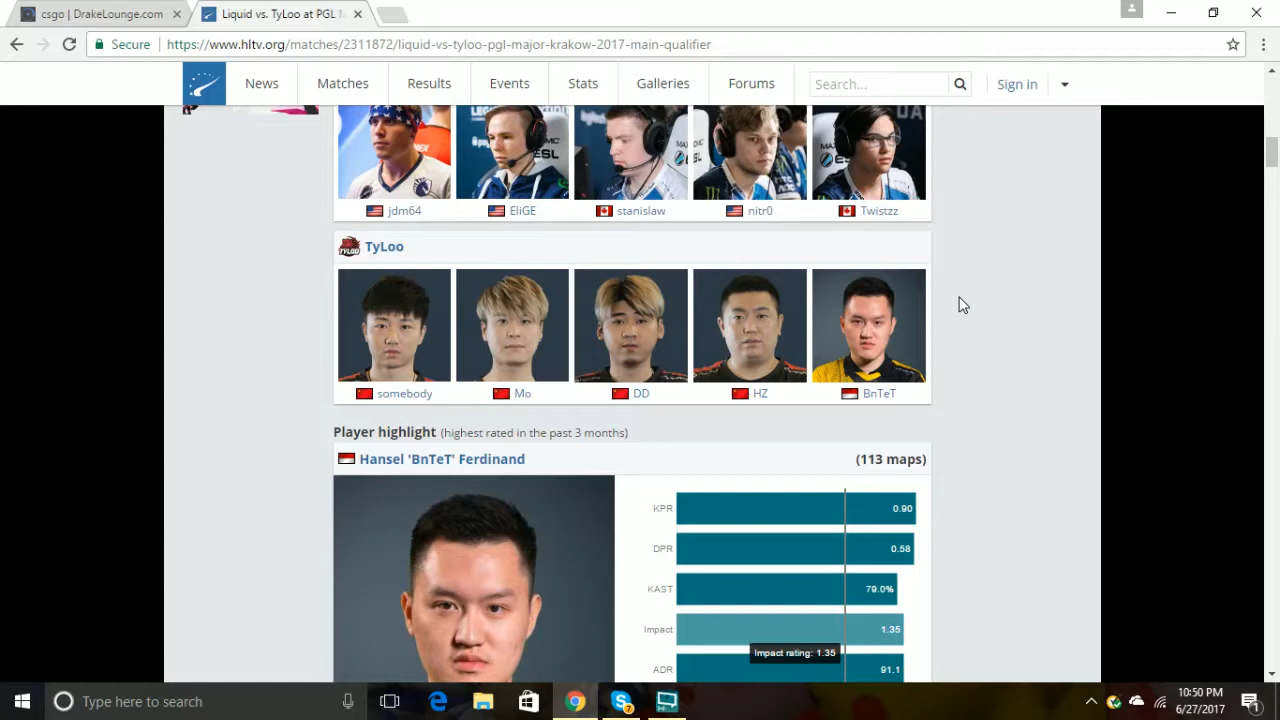 csgo | DrakeLounge.com
Liquid vs. TyLoo at PGL M
Secure
https://www.hltv.org/matches/2311872/liquid-vs-tyloo-pgl-major-krakow-2017-main-qualifier
News Matches Results Events Stats Galleries Forums Search... Sign in
jdm64 EliGE stanislaw nitr0 Twistzz
TyLoo
somebody Mo DD HZ BnTeT
Player highlight (highest rated in the past 3 months)
Hansel 'BnTeT' Ferdinand (113 maps)
KPR 0.90
DPR 0.58
KAST 79.0%
Impact 1.35
Impact rating: 1.35
ADR 91.1
Type here to search
10:50 PM
6/27/2017